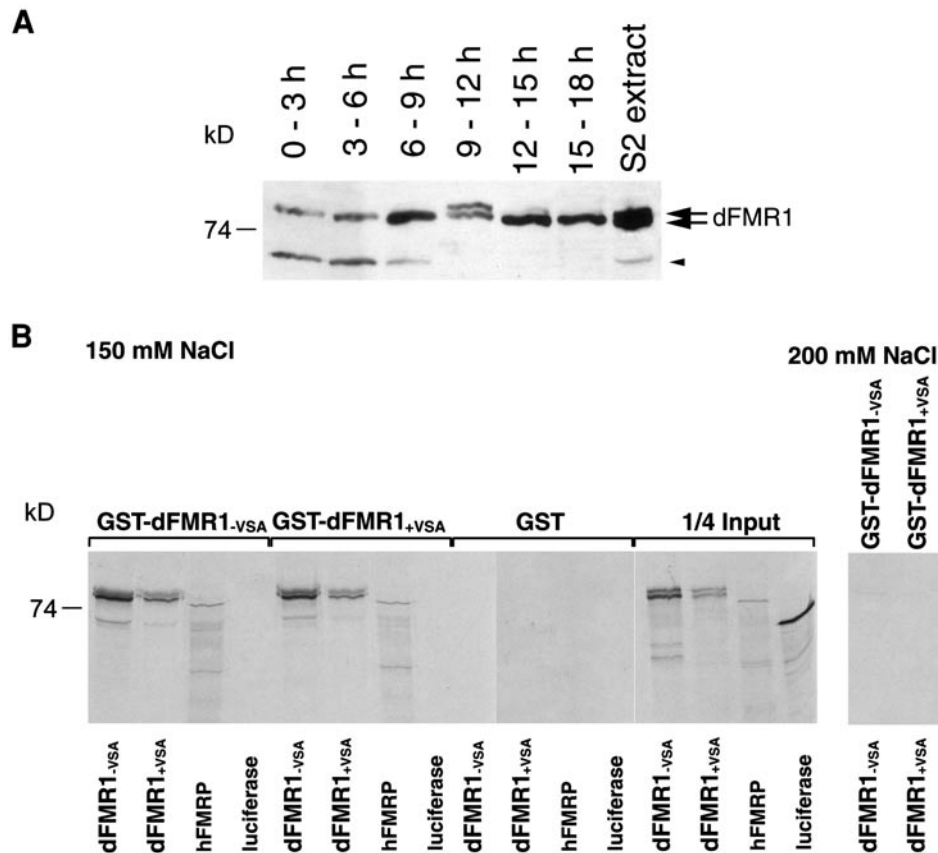 A
kD
0 - 3 h
3 - 6 h
6 - 9 h
9 - 12 h
12 - 15 h
15 - 18 h
S2 extract
74
dFMR1
B
150 mM NaCl
200 mM NaCl
GST-dFMR1-VSA
GST-dFMR1+VSA
kD
GST-dFMR1-VSA
GST-dFMR1+VSA
GST
1/4 Input
74
dFMR1-VSA
dFMR1+VSA
hFMRP
luciferase
dFMR1-VSA
dFMR1+VSA
hFMRP
luciferase
dFMR1-VSA
dFMR1+VSA
hFMRP
luciferase
dFMR1-VSA
dFMR1+VSA
hFMRP
luciferase
dFMR1-VSA
dFMR1+VSA